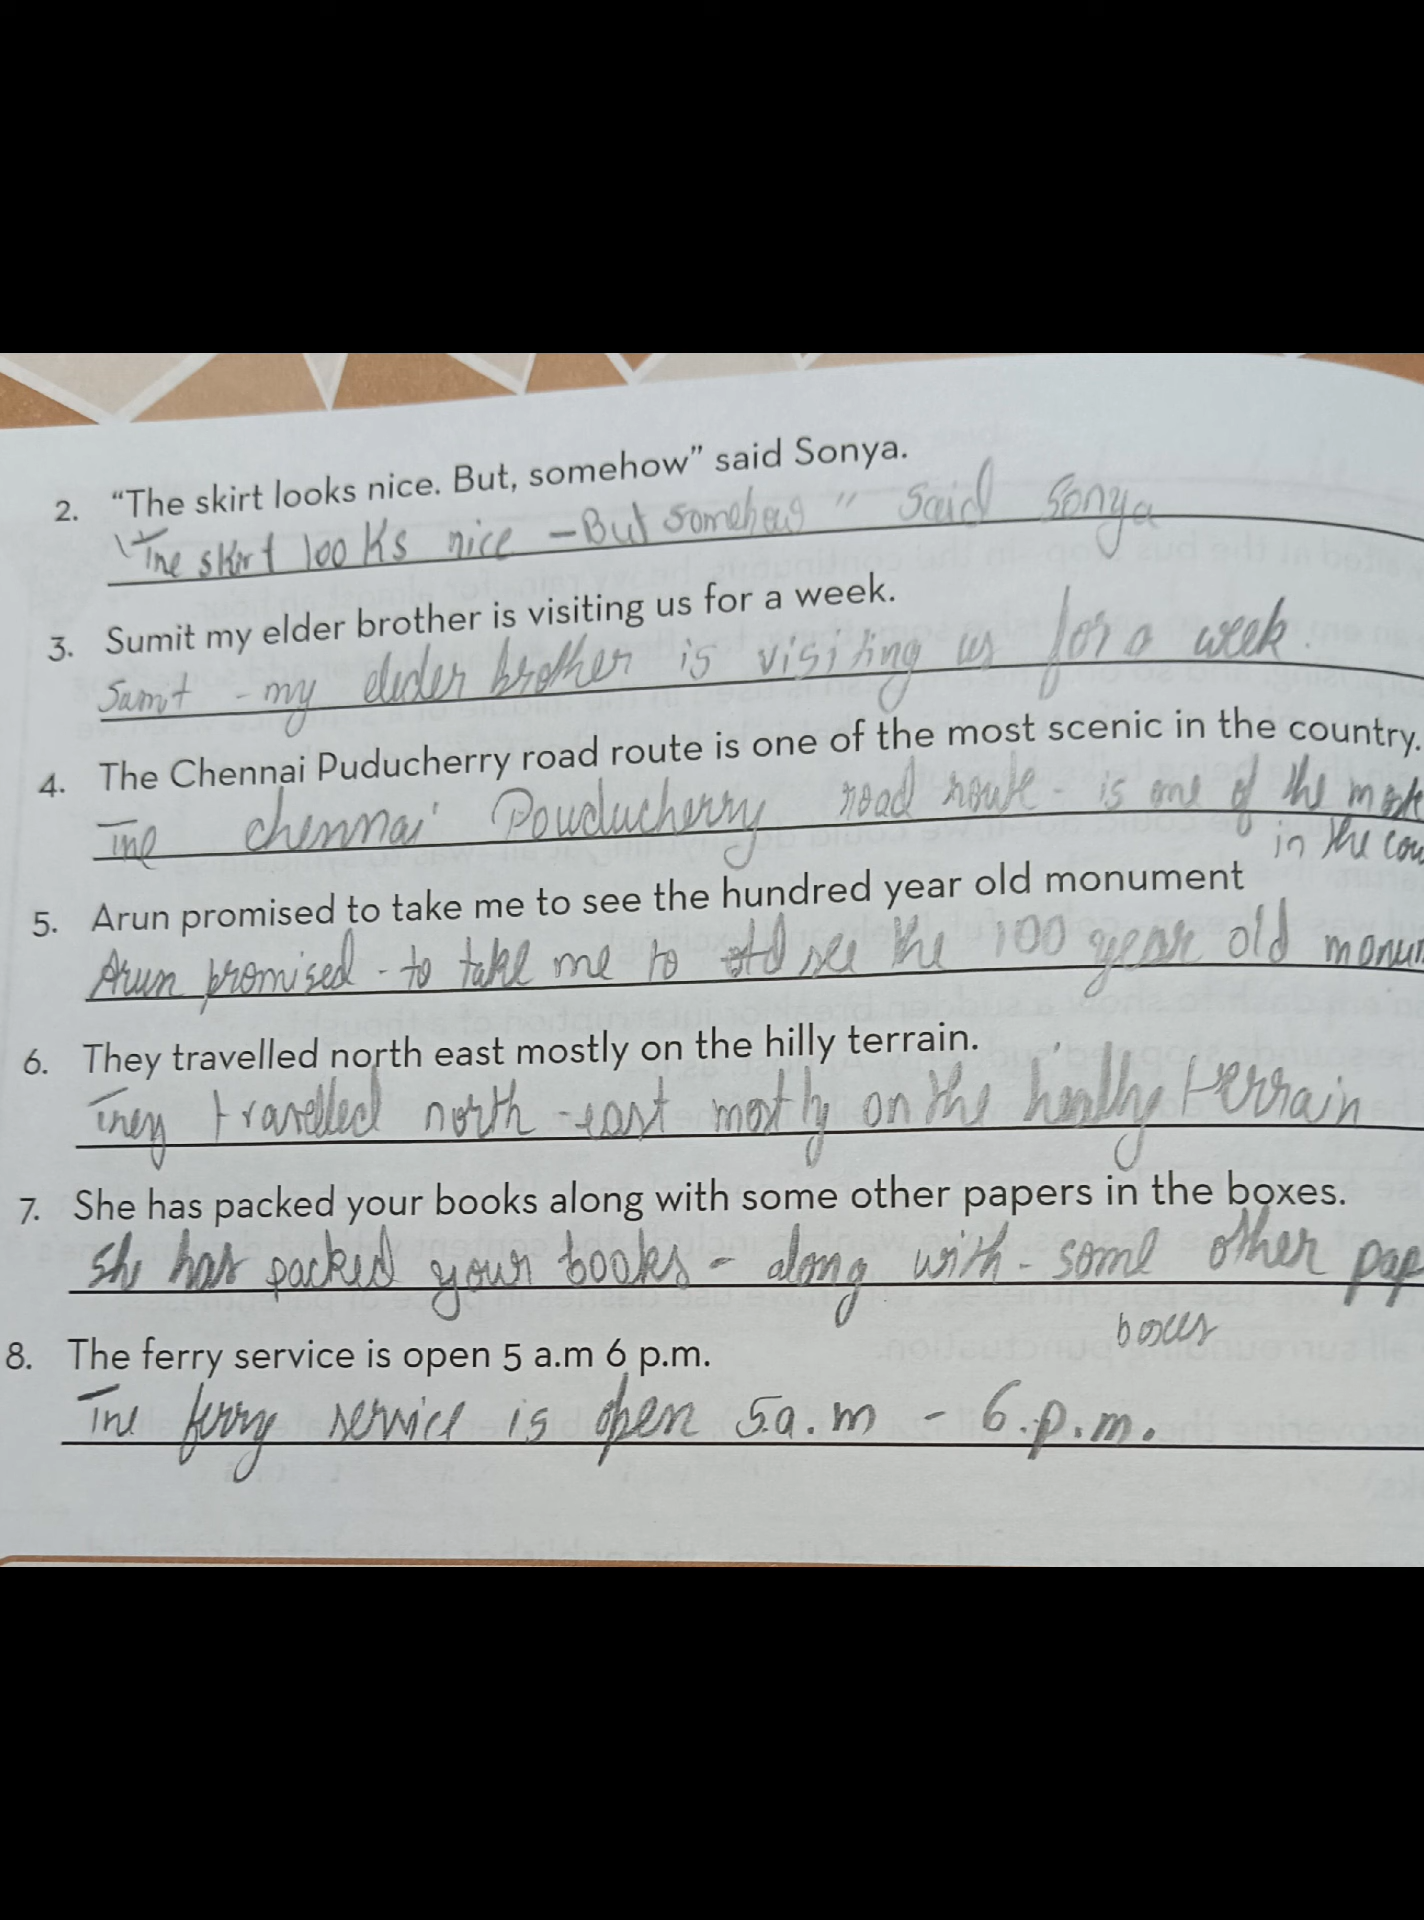 2. “The skirt looks nice. But, somehow” said Sonya.
The skirt looks nice – But somehow " said Sonya
3. Sumit my elder brother is visiting us for a week.
Samit - my eluder brother is visiting us for a week.
4. The Chennai Puducherry road route is one of the most scenic in the country.
The chennai Pouducherry road route - is one of the most
in the cou
5. Arun promised to take me to see the hundred year old monument
Arun promised - to take me to see the 100 year old monum
6. They travelled north east mostly on the hilly terrain.
They travelled north -east mostly on the terrain
7. She has packed your books along with some other papers in the boxes.
She has packed your books - along with - some other pap
boxes
8. The ferry service is open 5 a.m 6 p.m.
The ferry service is open 5.a.m - 6.p.m.